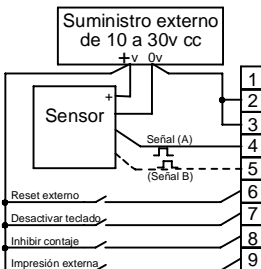 Suministro externo
de 10 a 30v cc
+v 0v
+
Sensor
Señal (A)
(Señal B)
Reset externo
Desactivar teclado
Inhibir contaje
Impresión externa
1
2
3
4
5
6
7
8
9